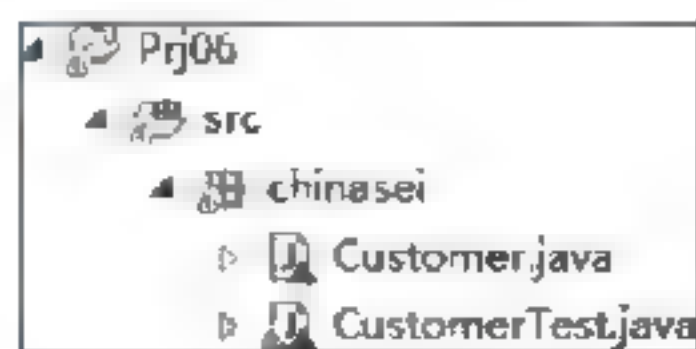 Prj06
src
chinasei
Customer.java
CustomerTest.java